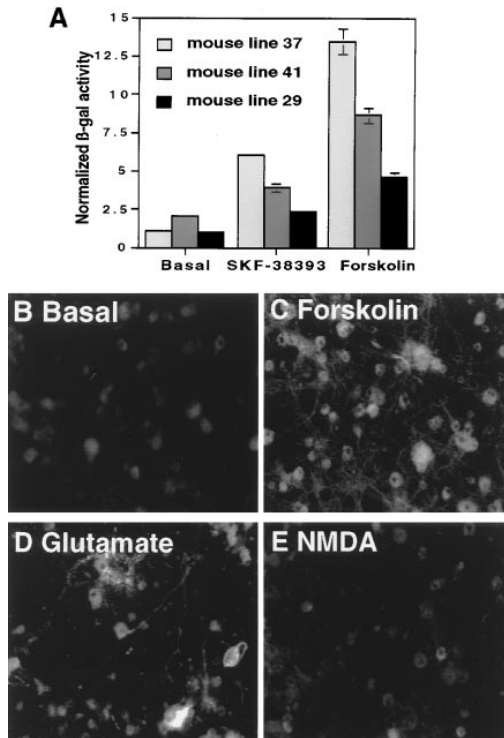 A
Normalized β-gal activity
15
12.5
10
7.5
5
2.5
0
mouse line 37
mouse line 41
mouse line 29
Basal SKF-38393 Forskolin
B Basal
C Forskolin
D Glutamate
E NMDA